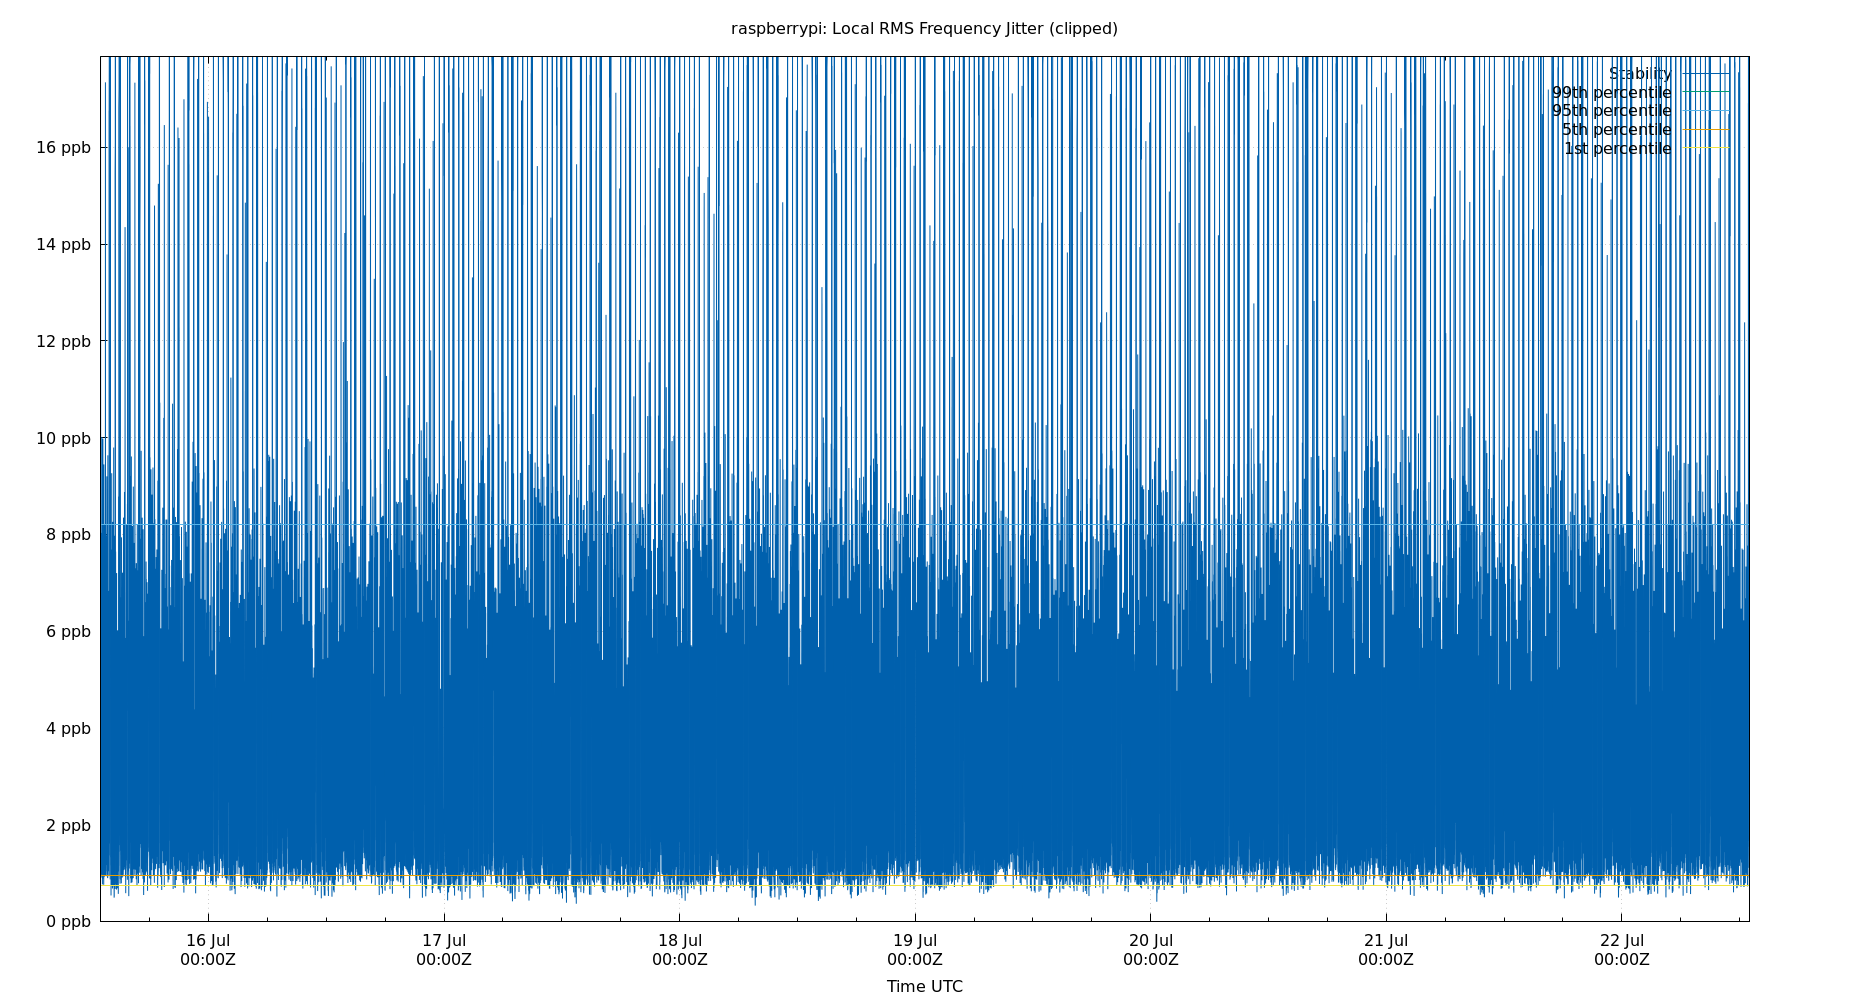 raspberrypi: Local RMS Frequency Jitter (clipped)
Stability
99th percentile
95th percentile
5th percentile
1st percentile
16 ppb
14 ppb
12 ppb
10 ppb
8 ppb
6 ppb
4 ppb
2 ppb
0 ppb
16 Jul 17 Jul 18 Jul 19 Jul 20 Jul 21 Jul 22 Jul
00:00Z 00:00Z 00:00Z 00:00Z 00:00Z 00:00Z 00:00Z
Time UTC